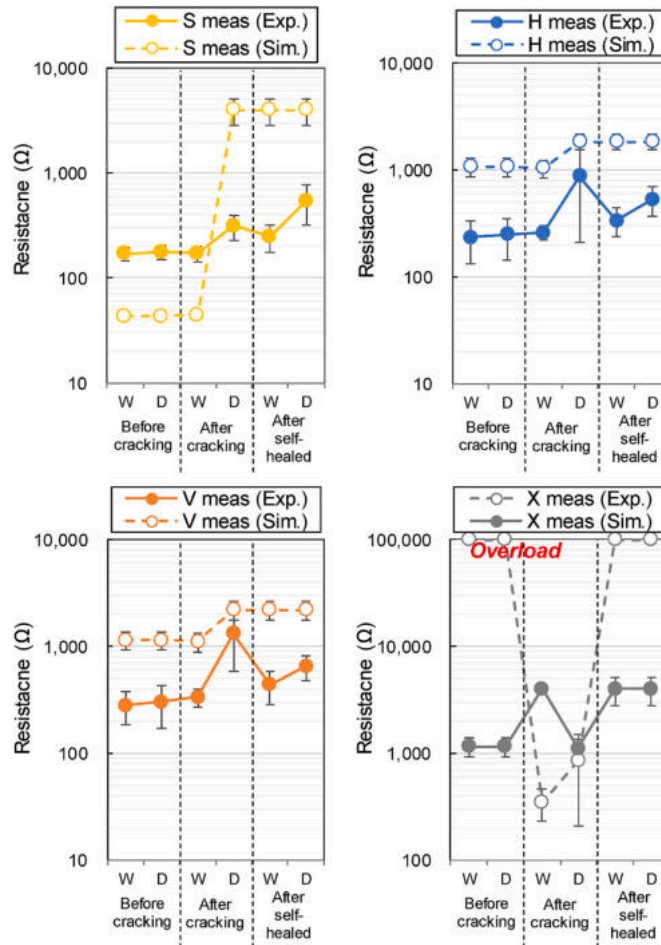 S meas (Exp.)
S meas (Sim.)
10,000
1,000
100
10
Resistacne (Ω)
W D W D W D
Before
cracking
After
cracking
After
self-
healed
H meas (Exp.)
H meas (Sim.)
10,000
1,000
100
10
Resistacne (Ω)
W D W D W D
Before
cracking
After
cracking
After
self-
healed
V meas (Exp.)
V meas (Sim.)
10,000
1,000
100
10
Resistacne (Ω)
W D W D W D
Before
cracking
After
cracking
After
self-
healed
X meas (Exp.)
X meas (Sim.)
100,000
Overload
10,000
1,000
100
Resistacne (Ω)
W D W D W D
Before
cracking
After
cracking
After
self-
healed